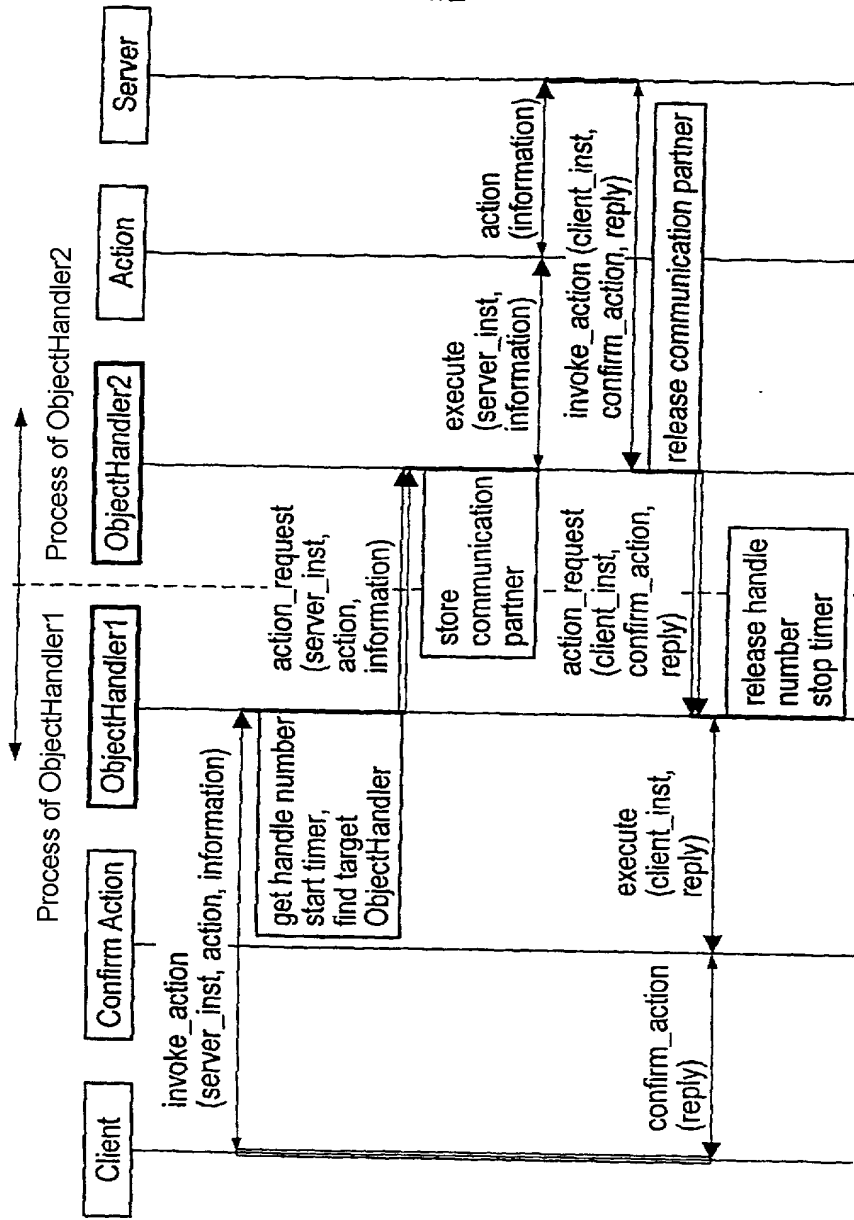 Process of ObjectHandler1
Process of ObjectHandler2
Client
Confirm Action
ObjectHandler1
ObjectHandler2
Action
Server
invoke_action
(server_inst, action, information)
get handle number
start timer,
find target
ObjectHandler
action_request
(server_inst,
action,
information)
store
communication
partner
execute
(server_inst,
information)
action
(information)
invoke_action (client_inst,
confirm_action, reply)
release communication partner
action_request
(client_inst,
confirm_action,
reply)
release handle
number
stop timer
execute
(client_inst,
reply)
confirm_action
(reply)